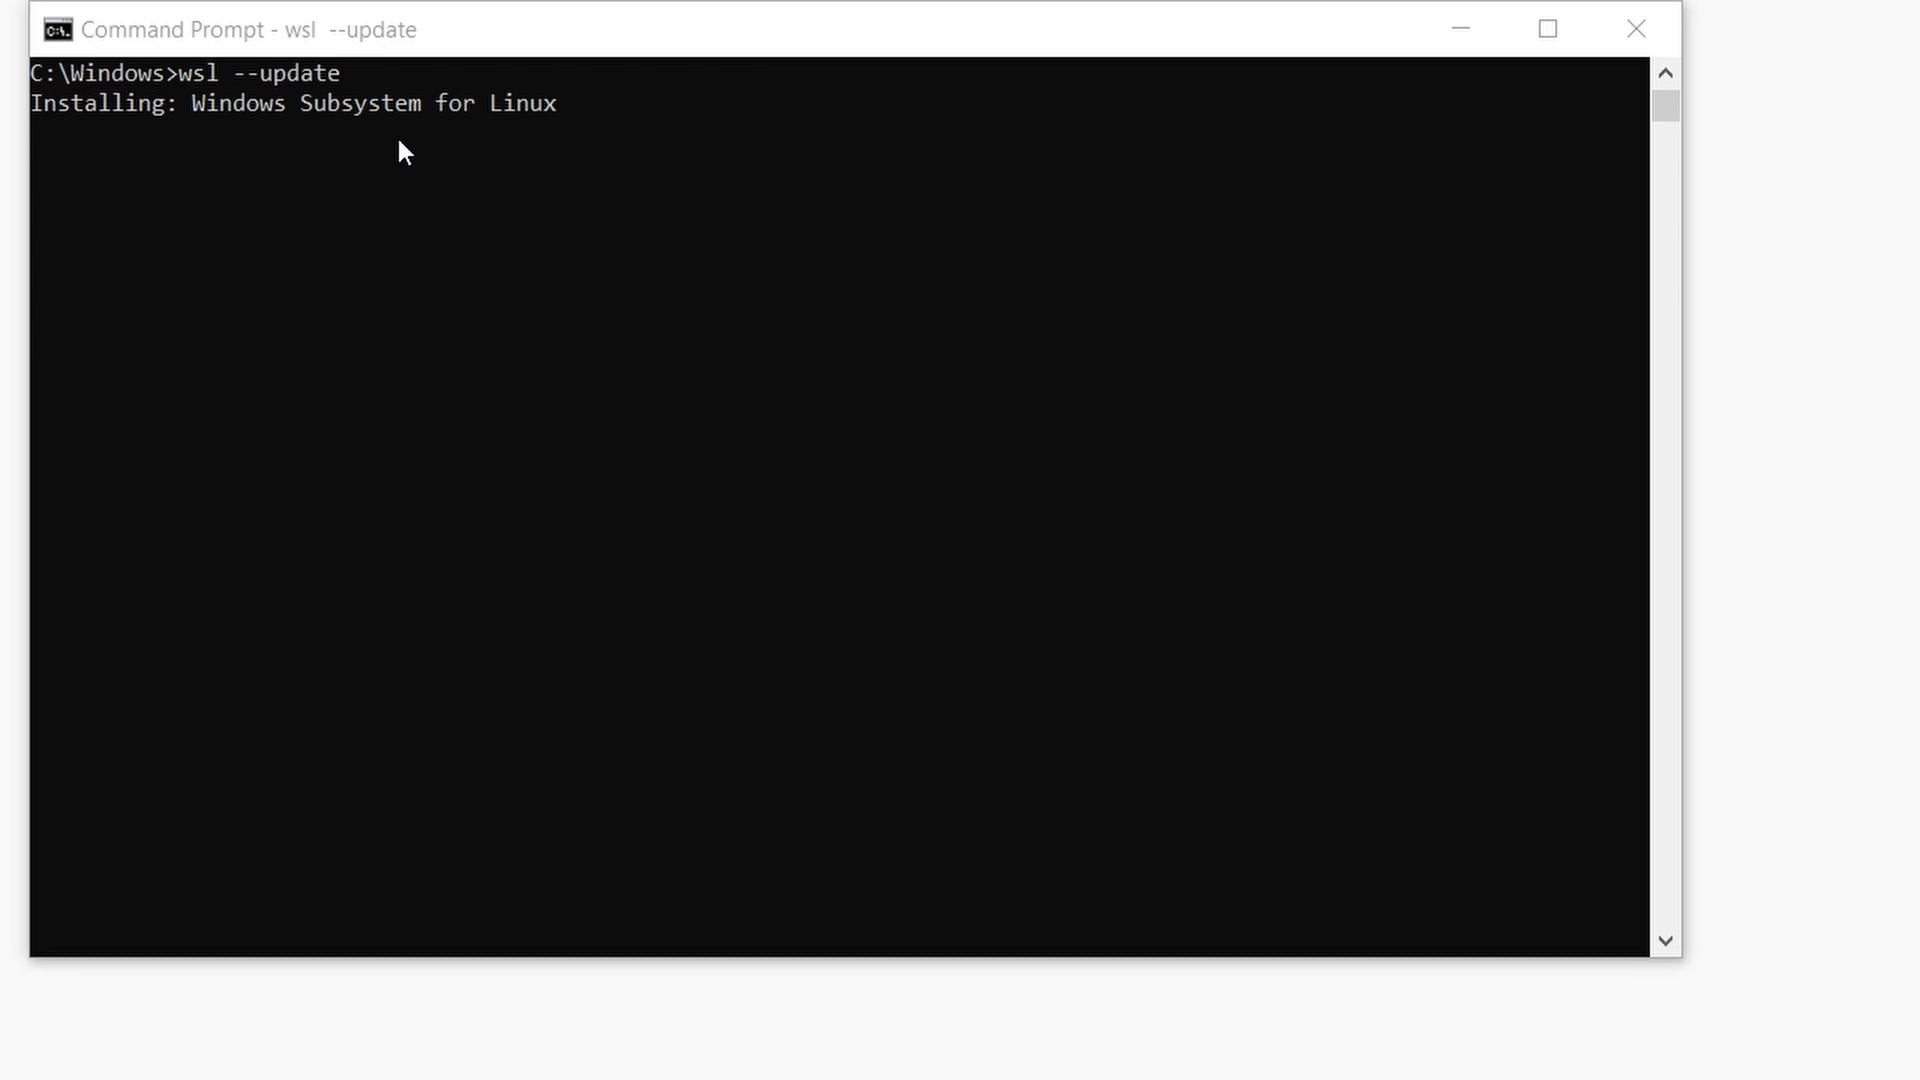 Command Prompt - wsl  --update
C:\Windows>wsl --update
Installing: Windows Subsystem for Linux